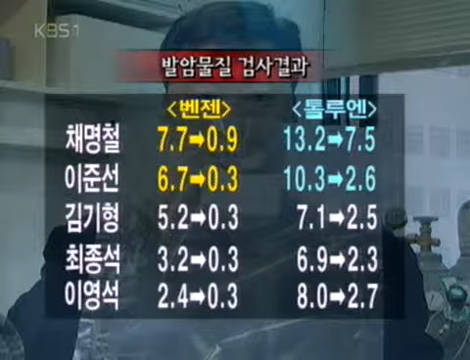 KBS1
발암물질 검사결과
<벤젠> <톨루엔>
채명철 7.7➡0.9 13.2➡7.5
이준선 6.7➡0.3 10.3➡2.6
김기형 5.2➡0.3 7.1➡2.5
최종석 3.2➡0.3 6.9➡2.3
이영석 2.4➡0.3 8.0➡2.7